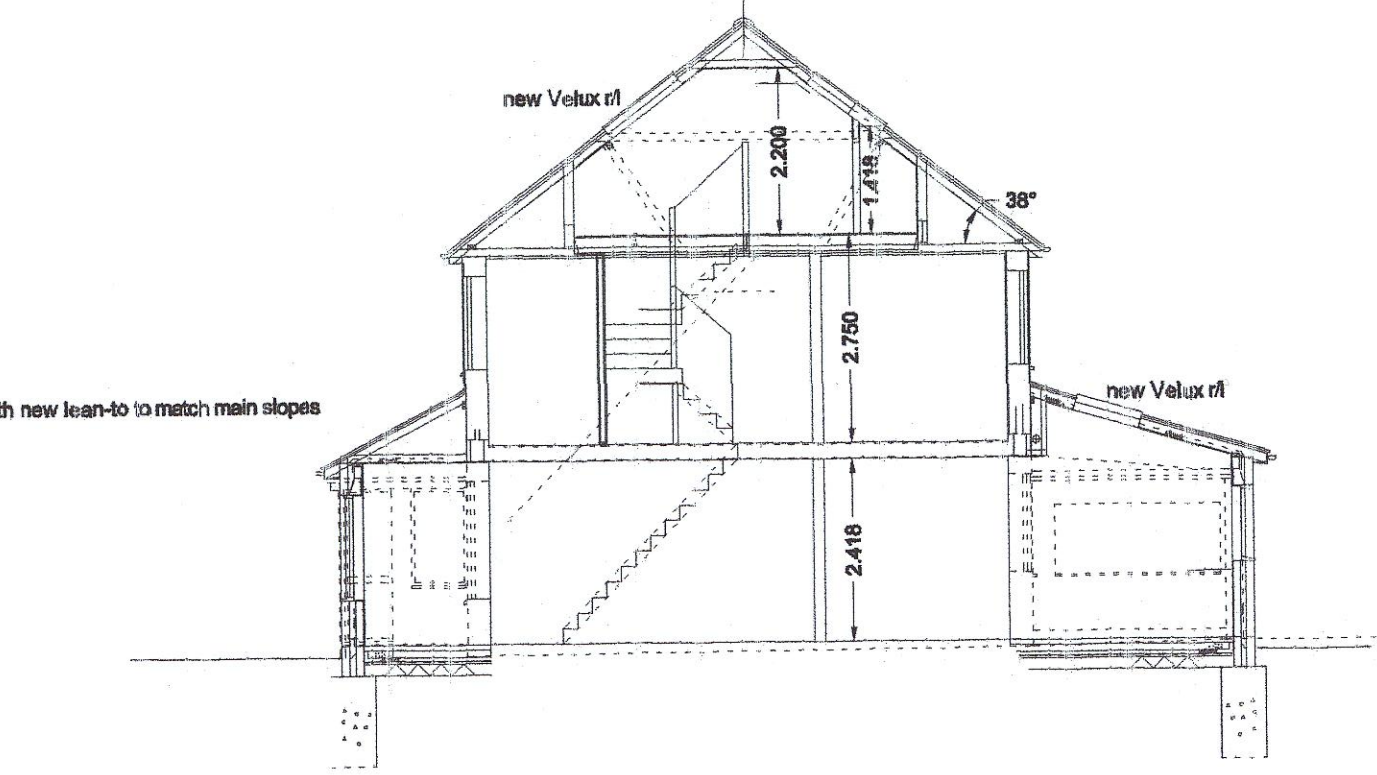 new Velux r/l
2.200
1.418
38°
2.750
new Velux r/l
th new lean-to to match main slopes
2.418